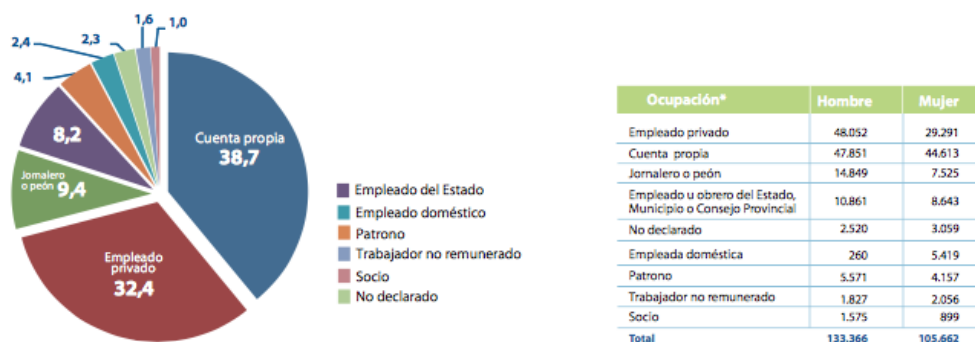 1,6
1,0
2,3
2,4
4,1
8,2
Cuenta propia
38,7
Jornalero
o peón
9,4
Empleado
privado
32,4
Empleado del Estado
Empleado doméstico
Patrono
Trabajador no remunerado
Socio
No declarado
Ocupación* Hombre Mujer
Empleado privado 48.052 29.291
Cuenta propia 47.851 44.613
Jornalero o peón 14.849 7.525
Empleado u obrero del Estado,
Municipio o Consejo Provincial 10.861 8.643
No declarado 2.520 3.059
Empleada doméstica 260 5.419
Patrono 5.571 4.157
Trabajador no remunerado 1.827 2.056
Socio 1.575 899
Total 133.366 105.662